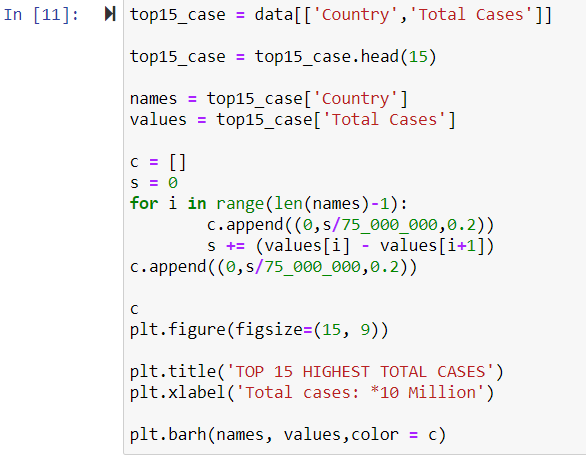 In [11]:
top15_case = data[['Country','Total Cases']]
top15_case = top15_case.head(15)
names = top15_case['Country']
values = top15_case['Total Cases']
c = []
s = 0
for i in range(len(names)-1):
        c.append((0,s/75_000_000,0.2))
        s += (values[i] - values[i+1])
c.append((0,s/75_000_000,0.2))
c
plt.figure(figsize=(15, 9))
plt.title('TOP 15 HIGHEST TOTAL CASES')
plt.xlabel('Total cases: *10 Million')
plt.barh(names, values,color = c)